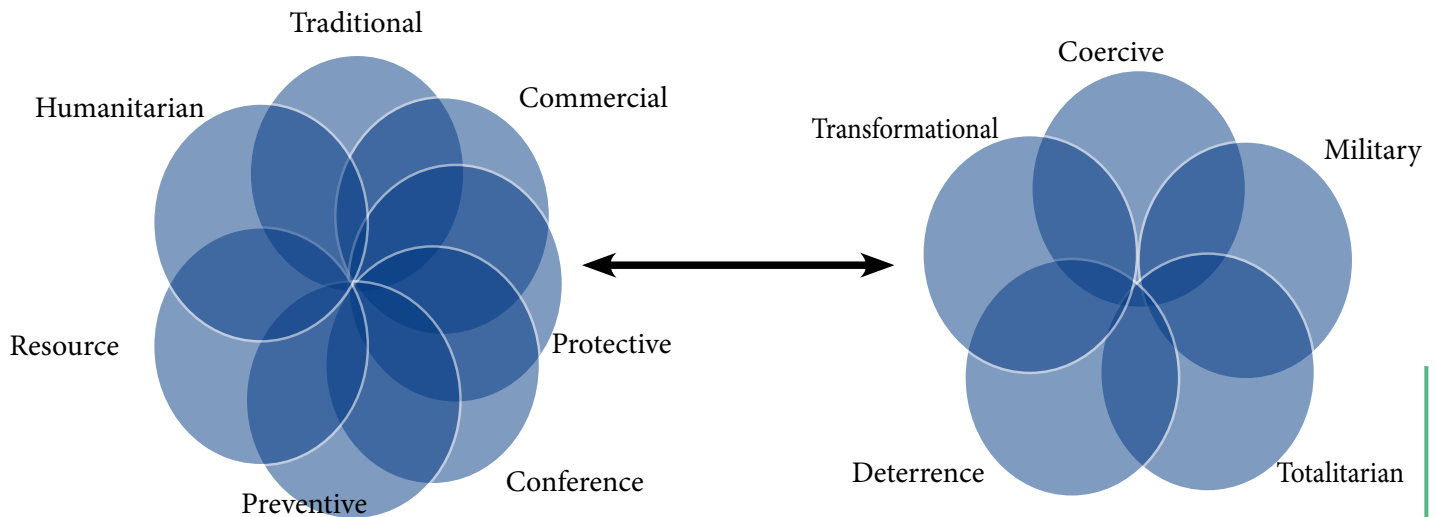 Traditional
Commercial
Humanitarian
Resource
Protective
Conference
Preventive
Coercive
Transformational
Military
Deterrence
Totalitarian